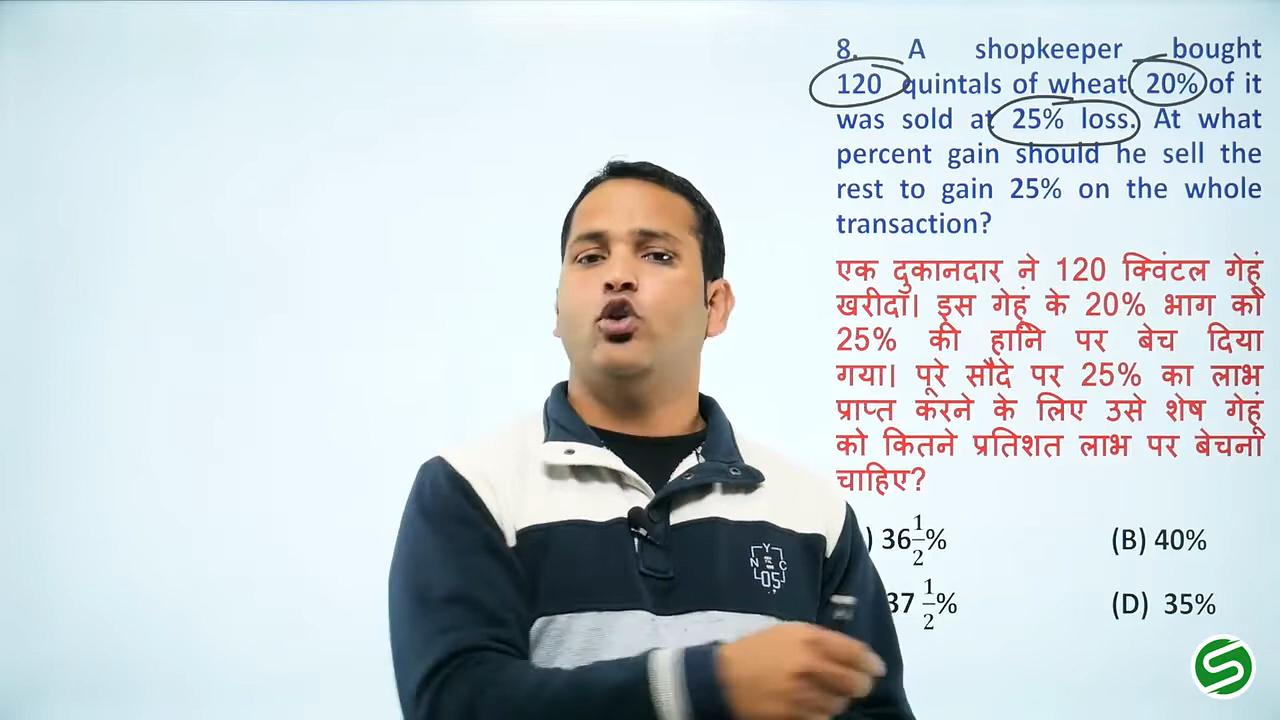 8. A shopkeeper bought
120 quintals of wheat. 20% of it
was sold at 25% loss. At what
percent gain should he sell the
rest to gain 25% on the whole
transaction?
एक दुकानदार ने 120 क्विंटल गेहूं
खरीदा। इस गेहूं के 20% भाग को
25% की हानि पर बेच दिया
गया। पूरे सौदे पर 25% का लाभ
प्राप्त करने के लिए उसे शेष गेहूं
को कितने प्रतिशत लाभ पर बेचना
चाहिए?
) 36 1/2 % (B) 40%
37 1/2 % (D) 35%
Y
N C
05
S